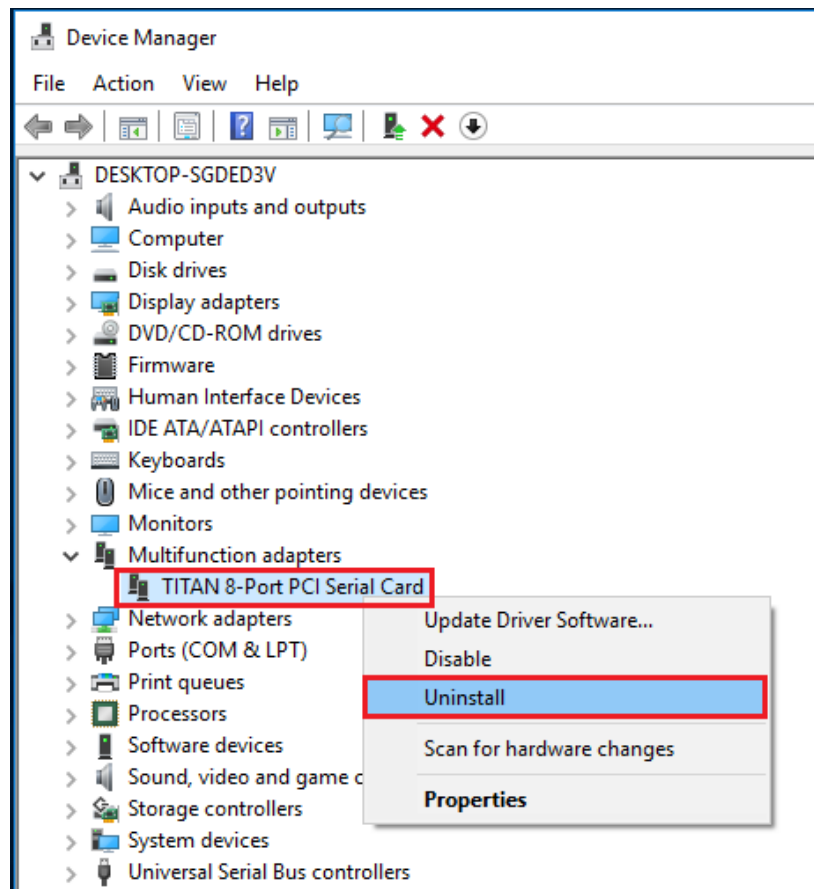 Device Manager
File Action View Help
DESKTOP-SGDED3V
Audio inputs and outputs
Computer
Disk drives
Display adapters
DVD/CD-ROM drives
Firmware
Human Interface Devices
IDE ATA/ATAPI controllers
Keyboards
Mice and other pointing devices
Monitors
Multifunction adapters
TITAN 8-Port PCI Serial Card
Network adapters
Ports (COM & LPT)
Print queues
Processors
Software devices
Sound, video and game c
Storage controllers
System devices
Universal Serial Bus controllers
Update Driver Software...
Disable
Uninstall
Scan for hardware changes
Properties